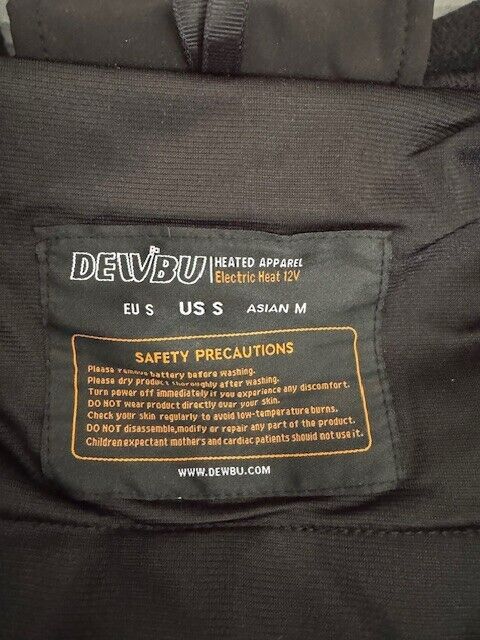 DEWBU HEATED APPAREL
Electric Heat 12V
EU S US S ASIAN M
SAFETY PRECAUTIONS
Please remove battery before washing.
Please dry product thoroughly after washing.
Turn power off immediately if you experience any discomfort.
DO NOT wear product directly over your skin.
Check your skin regularly to avoid low-temperature burns.
DO NOT disassemble,modify or repair any part of the product.
Children expectant mothers and cardiac patients should not use it.
WWW.DEWBU.COM